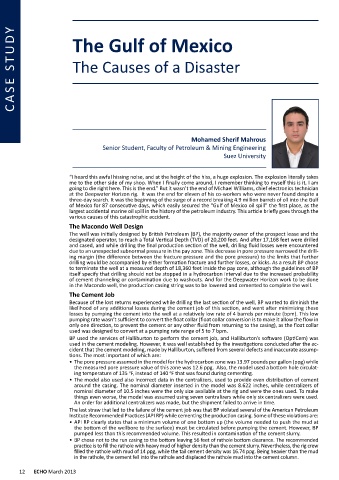 CASE STUDY
The Gulf of Mexico
The Causes of a Disaster
Mohamed Sherif Mahrous
Senior Student, Faculty of Petroleum & Mining Engineering
Suez University
"I heard this awful hissing noise, and at the height of the hiss, a huge explosion. The explosion literally takes
me to the other side of my shop. When I finally come around, I remember thinking to myself this is it. I am
going to die right here. This is the end." But it wasn't the end of Michael Williams, chief electronics technician
at the Deepwater Horizon rig. It was the end for eleven of his co-workers who were never found despite a
three-day search. It was the beginning of the surge of a record breaking 4.9 million barrels of oil into the Gulf
of Mexico for 87 consecutive days, which easily secured the "Gulf of Mexico oil spill" the first place, as the
largest accidental marine oil spill in the history of the petroleum industry. This article briefly goes through the
various causes of this catastrophic accident.
The Macondo Well Design
The well was initially designed by British Petroleum (BP), the majority owner of the prospect lease and the
designated operator, to reach a Total Vertical Depth (TVD) of 20,200 feet. And after 17,168 feet were drilled
and cased, and while drilling the final production section of the well, drilling fluid losses were encountered
due to an unexpected subnormal pressure in the pay zone. This decrease in pore pressure narrowed the drill-
ing margin (the difference between the fracture pressure and the pore pressure) to the limits that further
drilling would be accompanied by either formation fracture and further losses, or kicks. As a result BP chose
to terminate the well at a measured depth of 18,360 feet inside the pay zone, although the guidelines of BP
itself specify that drilling should not be stopped in a hydrocarbon interval due to the increased probability
of cement channeling or contamination due to washouts. And for the Deepwater Horizon work to be done
in the Macondo well, the production casing string was to be lowered and cemented to complete the well.
The Cement Job
Because of the lost returns experienced while drilling the last section of the well, BP wanted to diminish the
likelihood of any additional losses during the cement job of this section, and went after minimizing these
losses by pumping the cement into the well at a relatively low rate of 4 barrels per minute (bpm). This low
pumping rate wasn't sufficient to convert the float collar (float collar conversion is to make it allow the flow in
only one direction, to prevent the cement or any other fluid from returning to the casing), as the float collar
used was designed to convert at a pumping rate range of 5 to 7 bpm.
BP used the services of Halliburton to perform the cement job, and Halliburton's software (OptiCem) was
used in the cement modeling. However, it was well established by the investigations conducted after the ac-
cident that the cement modeling, made by Halliburton, suffered from several defects and inaccurate assump-
tions. The most important of which are:
• The pore pressure assumed in the model for the hydrocarbon zone was 13.97 pounds per gallon (ppg) while
the measured pore pressure value of this zone was 12.6 ppg. Also, the model used a bottom hole circulat-
ing temperature of 135 °F, instead of 140 °F that was found during cementing.
• The model also used also incorrect data in the centralizers, used to provide even distribution of cement
around the casing. The nominal diameter inserted in the model was 8.622 inches, while centralizers of
nominal diameter of 10.5 inches were the only size available at the rig and were the ones used. To make
things even worse, the model was assumed using seven centralizers while only six centralizers were used.
An order for additional centralizers was made, but the shipment failed to arrive in time.
The last straw that led to the failure of the cement job was that BP violated several of the American Petroleum
Institute Recommended Practices (API RP) while cementing the production casing. Some of these violations are:
• API RP clearly states that a minimum volume of one bottom up (the volume needed to push the mud at
the bottom of the wellbore to the surface) must be circulated before pumping the cement. However, BP
pumped less than this recommended volume. This resulted in contamination of the cement slurry.
• BP chose not to the run casing to the bottom leaving 56 feet of rathole bottom clearance. The recommended
practice is to fill the rathole with heavy mud of higher density than the cement slurry. Nevertheless, the rig crew
filled the rathole with mud of 14 ppg, while the tail cement density was 16.74 ppg. Being heavier than the mud
in the rathole, the cement fell into the rathole and displaced the rathole mud into the cement column.
12 ECHO March 2013